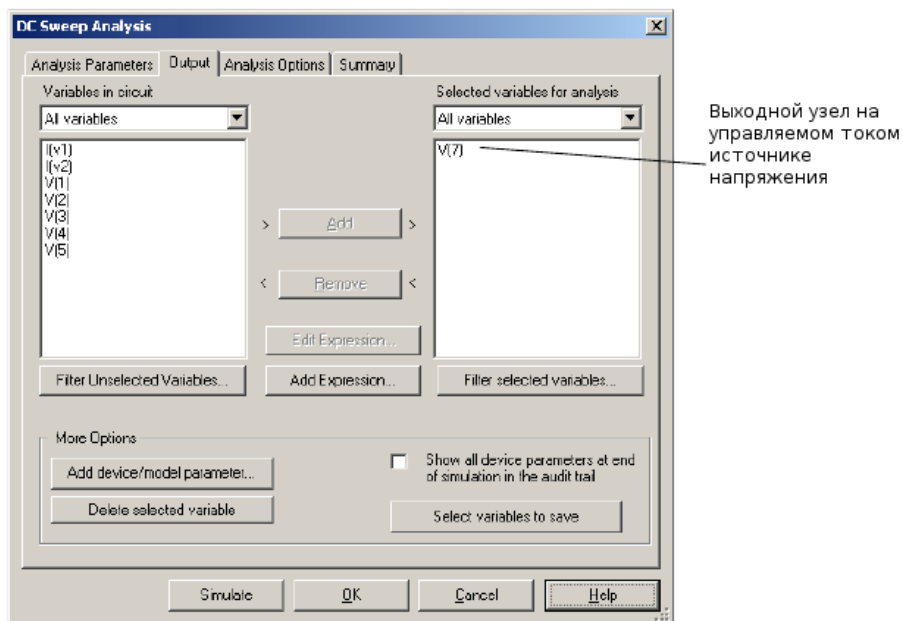 DC Sweep Analysis
Analysis Parameters
Output
Analysis Options
Summary
Variables in circuit
All variables
I(v1)
I(v2)
V(1)
V(2)
V(3)
V(4)
V(5)
> Add >
< Remove <
Edit Expression...
Add Expression...
Filter Unselected Variables...
Selected variables for analysis
All variables
V(7)
Filter selected variables...
Выходной узел на
управляемом током
источнике
напряжения
More Options
Add device/model parameter...
Delete selected variable
Show all device parameters at end
of simulation in the audit trail
Select variables to save
Simulate
OK
Cancel
Help